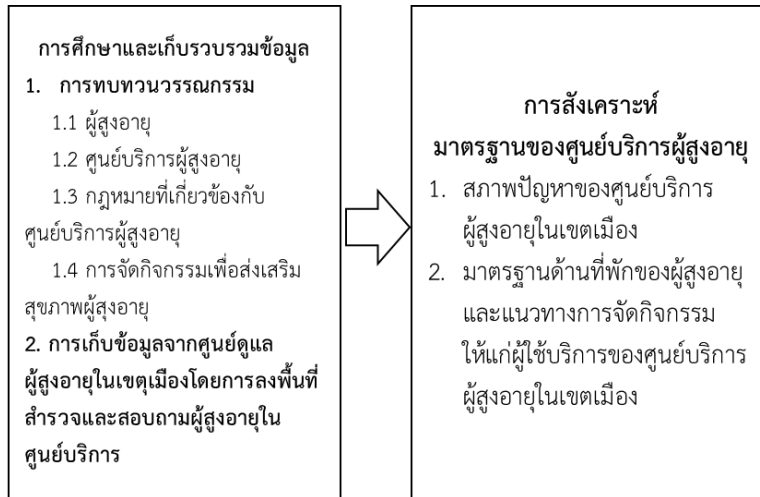 การศึกษาและเก็บรวบรวมข้อมูล
1. การทบทวนวรรณกรรม
1.1 ผู้สูงอายุ
1.2 ศูนย์บริการผู้สูงอายุ
1.3 กฎหมายที่เกี่ยวข้องกับ
ศูนย์บริการผู้สูงอายุ
1.4 การจัดกิจกรรมเพื่อส่งเสริม
สุขภาพผู้สุงอายุ
2. การเก็บข้อมูลจากศูนย์ดูแล
ผู้สูงอายุในเขตุเมืองโดยการลงพื้นที่
สำรวจและสอบถามผู้สูงอายุใน
ศูนย์บริการ
การสังเคราะห์
มาตรฐานของศูนย์บริการผู้สูงอายุ
1. สภาพปัญหาของศูนย์บริการ
ผู้สูงอายุในเขตเมือง
2. มาตรฐานด้านที่พักของผู้สูงอายุ
และแนวทางการจัดกิจกรรม
ให้แก่ผู้ใช้บริการของศูนย์บริการ
ผู้สูงอายุในเขตเมือง